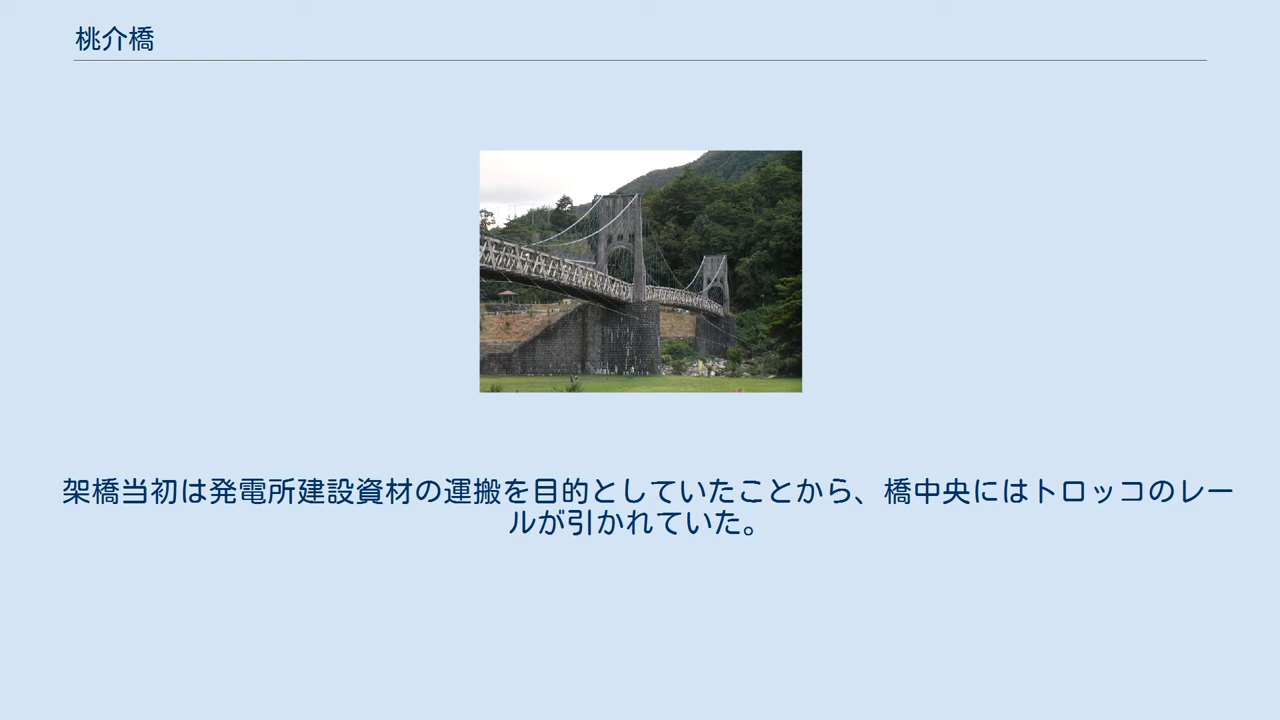 桃介橋
架橋当初は発電所建設資材の運搬を目的としていたことから、橋中央にはトロッコのレー
ルが引かれていた。